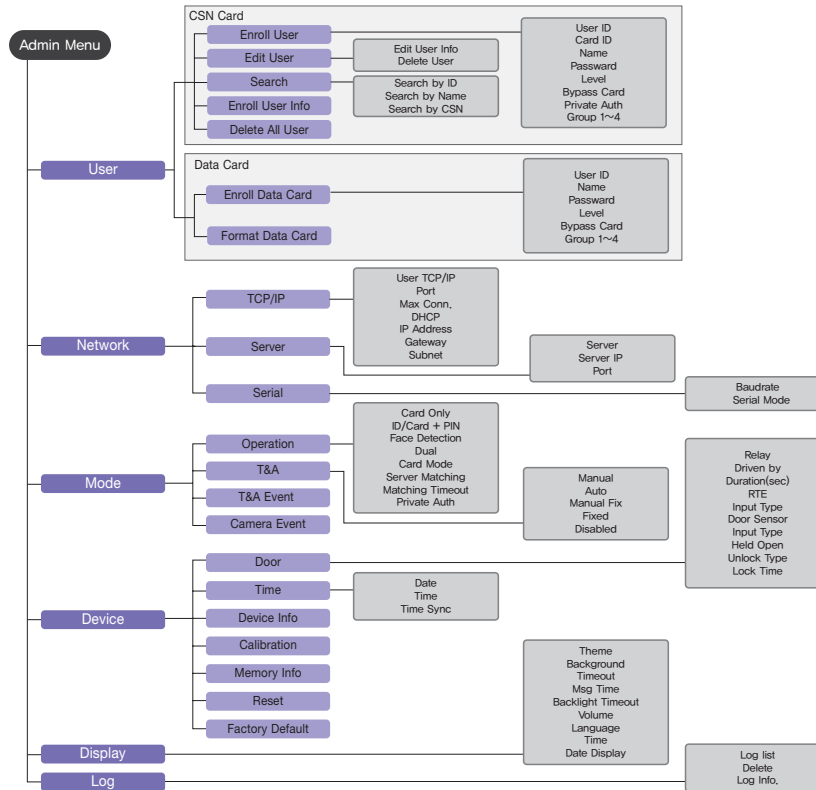 Admin Menu
CSN Card
Enroll User
Edit User
Search
Enroll User Info
Delete All User
Edit User Info
Delete User
Search by ID
Search by Name
Search by CSN
User ID
Card ID
Name
Passward
Level
Bypass Card
Private Auth
Group 1~4
User
Data Card
Enroll Data Card
Format Data Card
User ID
Name
Passward
Level
Bypass Card
Group 1~4
Network
TCP/IP
Server
Serial
User TCP/IP
Port
Max Conn.
DHCP
IP Address
Gateway
Subnet
Server
Server IP
Port
Baudrate
Serial Mode
Mode
Operation
T&A
T&A Event
Camera Event
Card Only
ID/Card + PIN
Face Detection
Dual
Card Mode
Server Matching
Matching Timeout
Private Auth
Manual
Auto
Manual Fix
Fixed
Disabled
Relay
Driven by
Duration(sec)
RTE
Input Type
Door Sensor
Input Type
Held Open
Unlock Type
Lock Time
Device
Door
Time
Device Info
Calibration
Memory Info
Reset
Factory Default
Date
Time
Time Sync
Display
Theme
Background
Timeout
Msg Time
Backlight Timeout
Volume
Language
Time
Date Display
Log
Log list
Delete
Log Info.